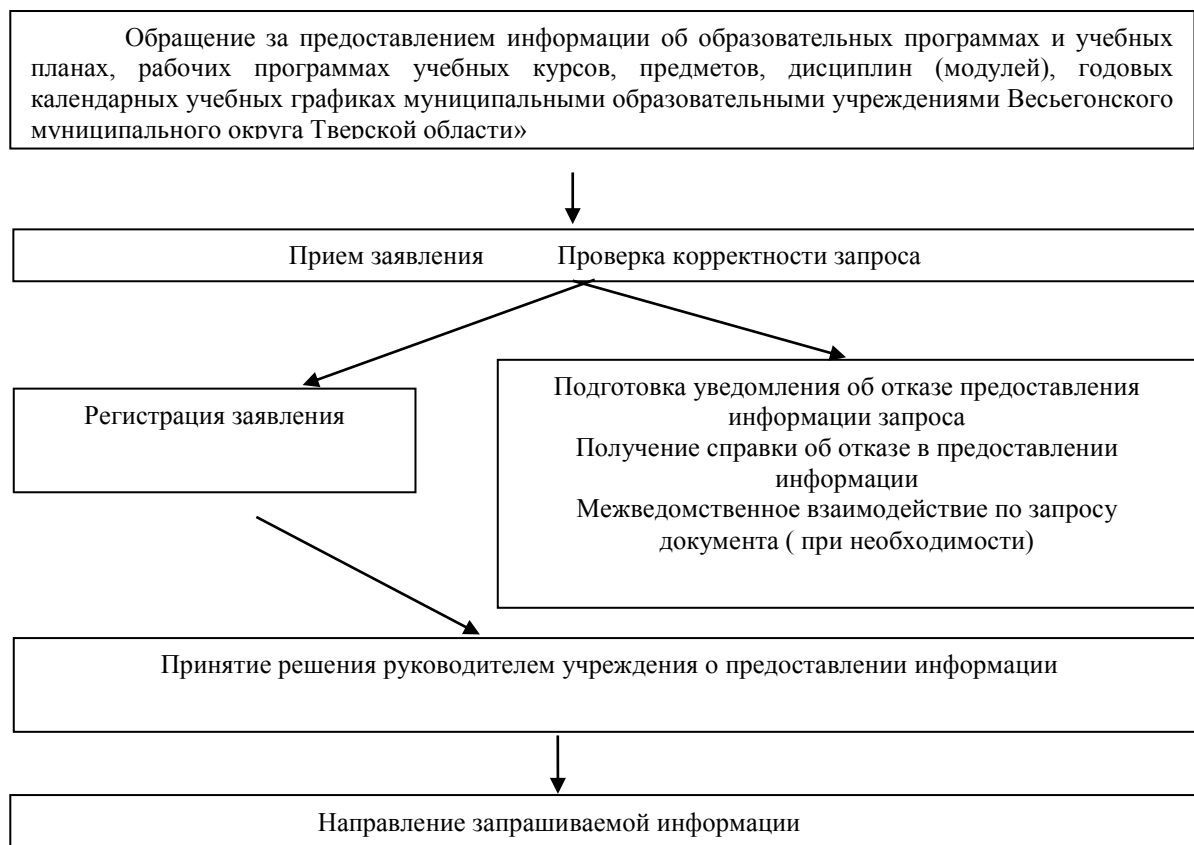 Обращение за предоставлением информации об образовательных программах и учебных
планах, рабочих программах учебных курсов, предметов, дисциплин (модулей), годовых
календарных учебных графиках муниципальными образовательными учреждениями Весьегонского
муниципального округа Тверской области»
Прием заявления Проверка корректности запроса
Регистрация заявления
Подготовка уведомления об отказе предоставления
информации запроса
Получение справки об отказе в предоставлении
информации
Межведомственное взаимодействие по запросу
документа ( при необходимости)
Принятие решения руководителем учреждения о предоставлении информации
Направление запрашиваемой информации